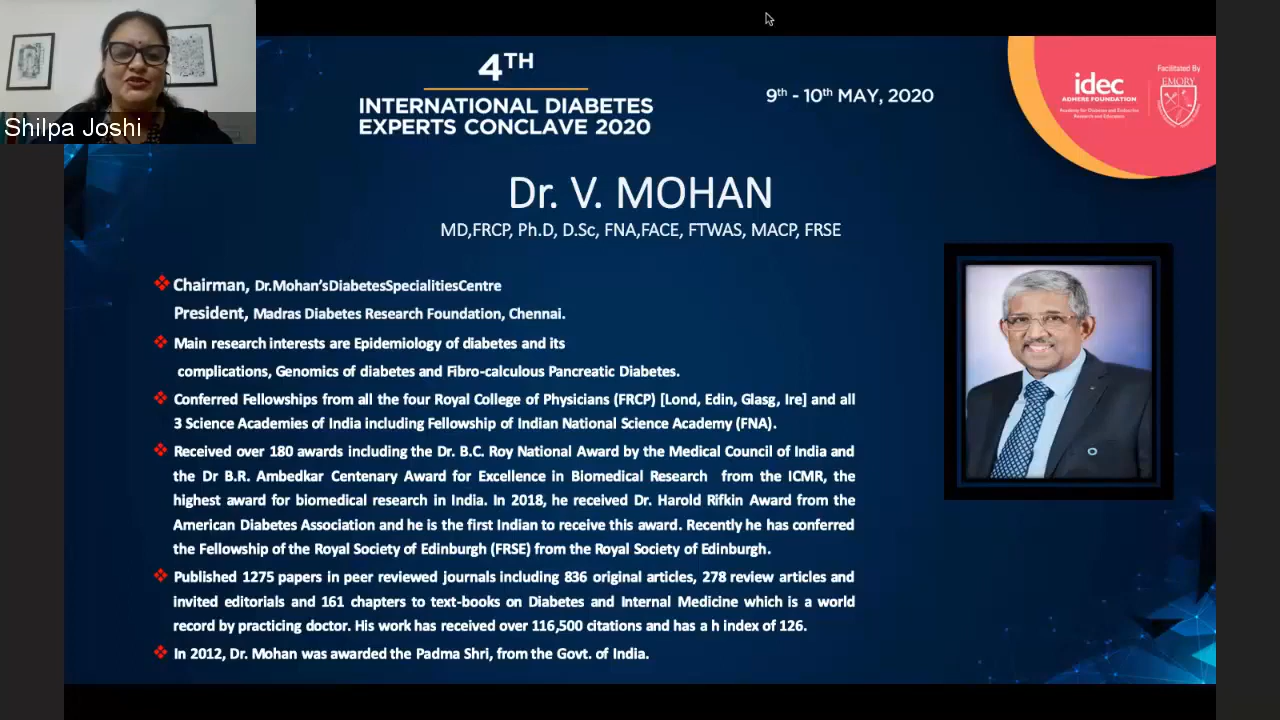 Shilpa Joshi
4TH
INTERNATIONAL DIABETES
EXPERTS CONCLAVE 2020
9th - 10th MAY, 2020
idec
ADHERE FOUNDATION
Academy for Diabetes and Endocrine
Research and Education
Facilitated By
EMORY
Dr. V. MOHAN
MD,FRCP, Ph.D, D.Sc, FNA,FACE, FTWAS, MACP, FRSE
❖ Chairman, Dr.Mohan'sDiabetesSpecialitiesCentre
President, Madras Diabetes Research Foundation, Chennai.
❖ Main research interests are Epidemiology of diabetes and its
complications, Genomics of diabetes and Fibro-calculous Pancreatic Diabetes.
❖ Conferred Fellowships from all the four Royal College of Physicians (FRCP) [Lond, Edin, Glasg, Ire] and all
3 Science Academies of India including Fellowship of Indian National Science Academy (FNA).
❖ Received over 180 awards including the Dr. B.C. Roy National Award by the Medical Council of India and
the Dr B.R. Ambedkar Centenary Award for Excellence in Biomedical Research from the ICMR, the
highest award for biomedical research in India. In 2018, he received Dr. Harold Rifkin Award from the
American Diabetes Association and he is the first Indian to receive this award. Recently he has conferred
the Fellowship of the Royal Society of Edinburgh (FRSE) from the Royal Society of Edinburgh.
❖ Published 1275 papers in peer reviewed journals including 836 original articles, 278 review articles and
invited editorials and 161 chapters to text-books on Diabetes and Internal Medicine which is a world
record by practicing doctor. His work has received over 116,500 citations and has a h index of 126.
❖ In 2012, Dr. Mohan was awarded the Padma Shri, from the Govt. of India.